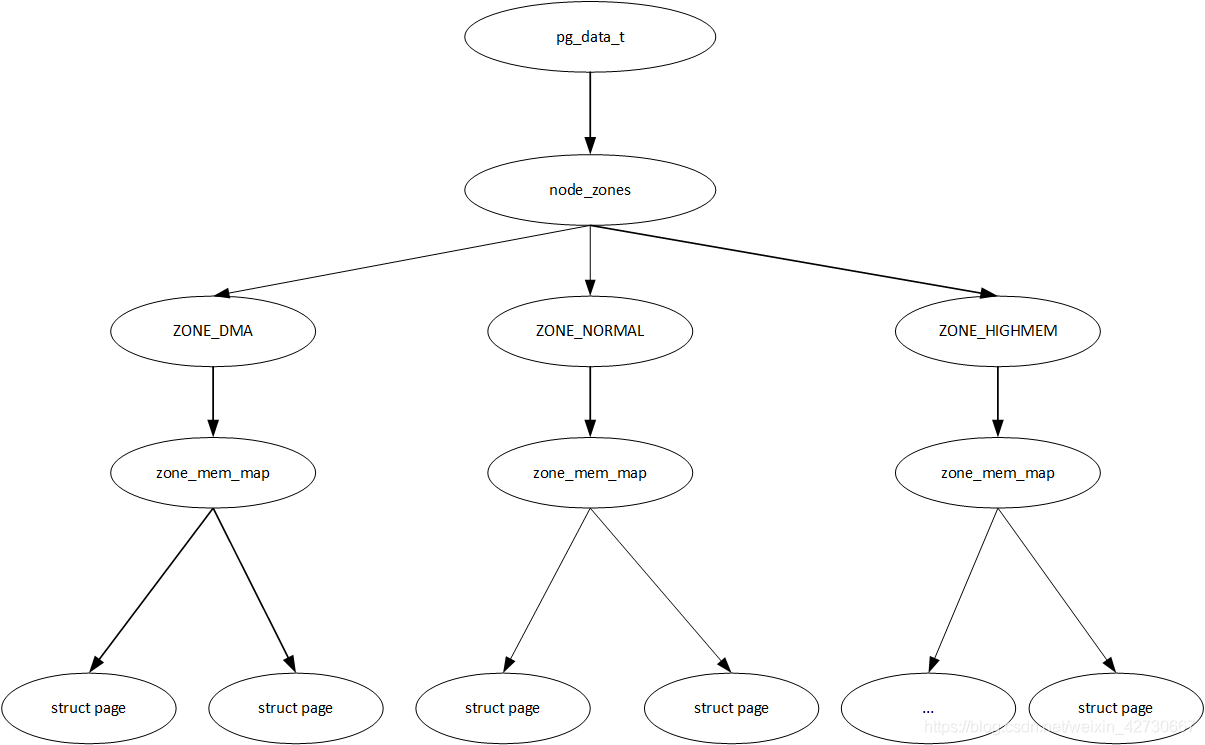 pg_data_t
node_zones
ZONE_DMA
ZONE_NORMAL
ZONE_HIGHMEM
zone_mem_map
zone_mem_map
zone_mem_map
struct page
struct page
struct page
struct page
...
struct page
https://blog.csdn.net/weixin_42730667